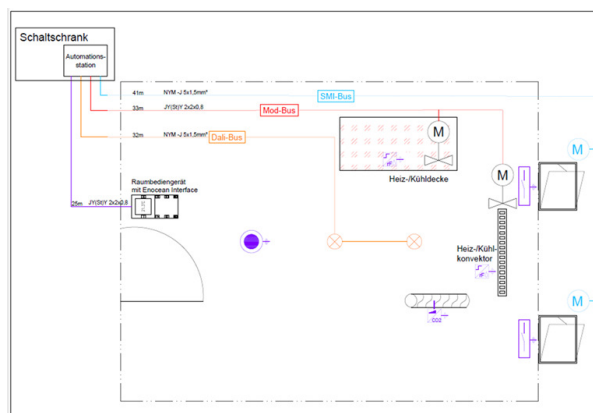 Schaltschrank
Automations-
station
41m NYM -J 5x1,5mm² SMI-Bus
33m JY(St)Y 2x2x0,8 Mod-Bus
32m NYM -J 5x1,5mm² Dali-Bus
M
M
M
Heiz-/Kühldecke
Raumbediengerät
mit Enocean Interface
25m JY(St)Y 2x2x0,8
Heiz-/Kühl-
konvektor
CO2
M